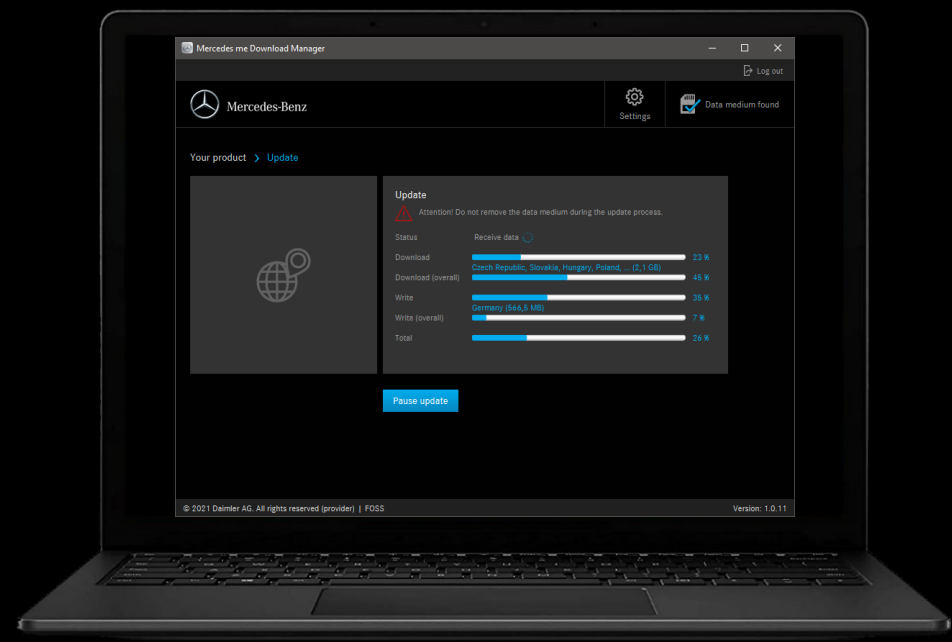 Mercedes me Download Manager
Log out
Mercedes-Benz
Settings
Data medium found
Your product > Update
Update
Attention! Do not remove the data medium during the update process.
Status Receive data
Download 23 %
Czech Republic, Slovakia, Hungary, Poland, ... (2,1 GB)
Download (overall) 45 %
Write 35 %
Germany (566,5 MB)
Write (overall) 7 %
Total 26 %
Pause update
© 2021 Daimler AG. All rights reserved (provider) | FOSS
Version: 1.0.11